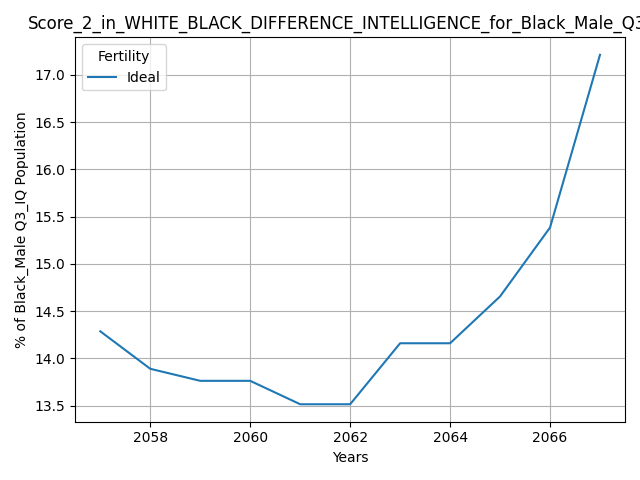 Score_2_in_WHITE_BLACK_DIFFERENCE_INTELLIGENCE_for_Black_Male_Q3
Fertility
Ideal
17.0
16.5
16.0
15.5
15.0
14.5
14.0
13.5
% of Black_Male Q3_IQ Population
2058 2060 2062 2064 2066
Years